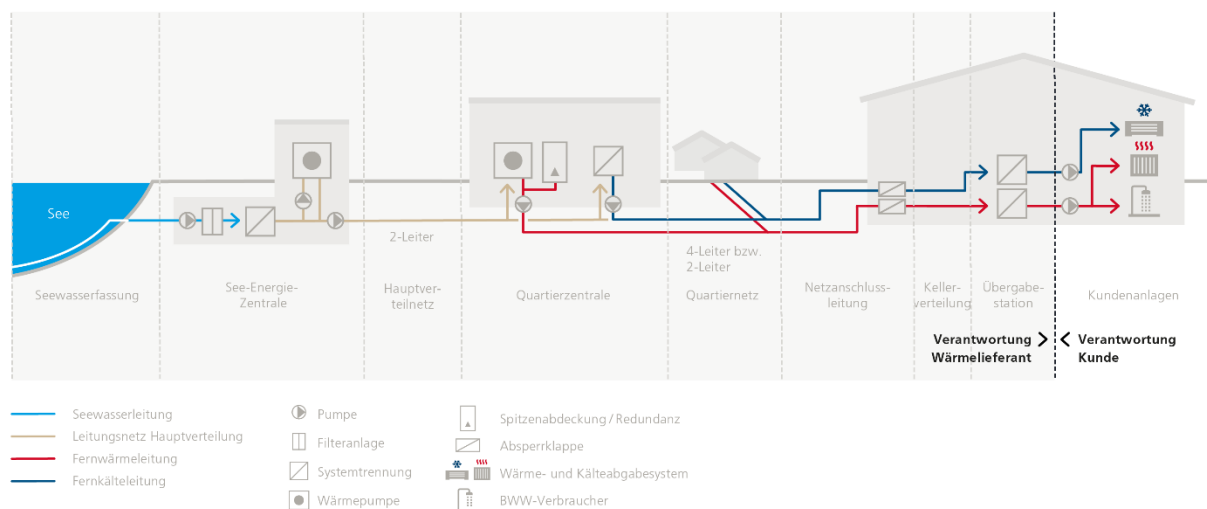 See
2-Leiter
4-Leiter bzw.
2-Leiter
Seewasserfassung
See-Energie-
Zentrale
Hauptver-
teilnetz
Quartierzentrale
Quartiernetz
Netzanschluss-
leitung
Keller-
verteilung
Übergabe-
station
Kundenanlagen
Verantwortung
Wärmelieferant
Verantwortung
Kunde
Seewasserleitung
Leitungsnetz Hauptverteilung
Fernwärmeleitung
Fernkälteleitung
Pumpe
Filteranlage
Systemtrennung
Wärmepumpe
Spitzenabdeckung / Redundanz
Absperrklappe
Wärme- und Kälteabgabesystem
BWW-Verbraucher